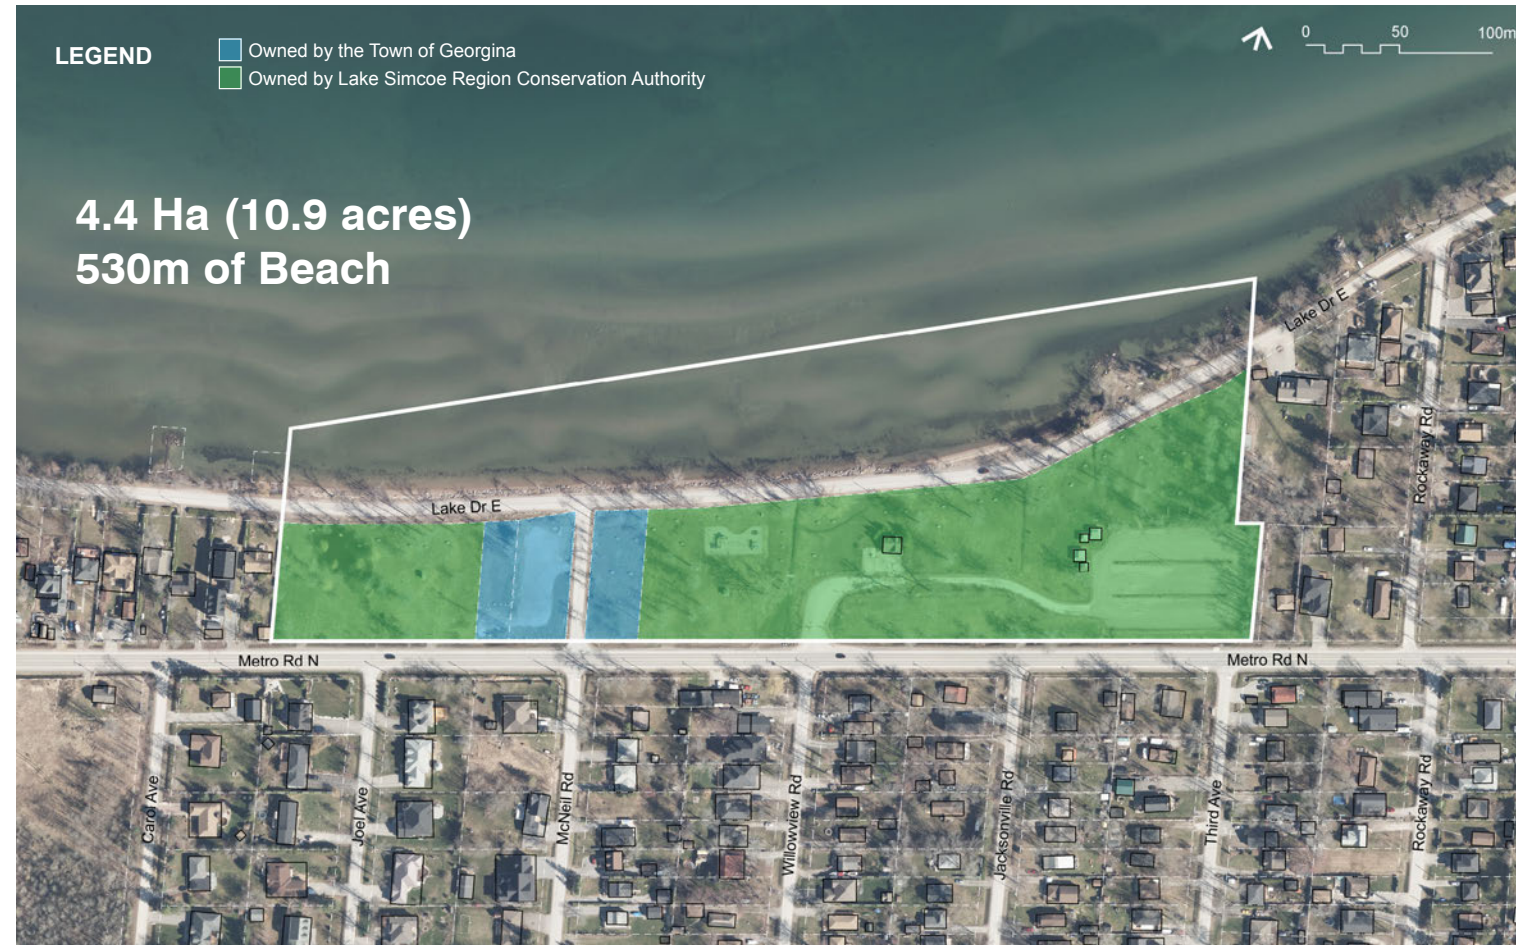 LEGEND
Owned by the Town of Georgina
Owned by Lake Simcoe Region Conservation Authority
0 50 100m
4.4 Ha (10.9 acres)
530m of Beach
Lake Dr E
Lake Dr E
Rockaway Rd
Metro Rd N
Metro Rd N
Carol Ave
Joel Ave
McNeil Rd
Willowview Rd
Jacksonville Rd
Third Ave
Rockaway Rd